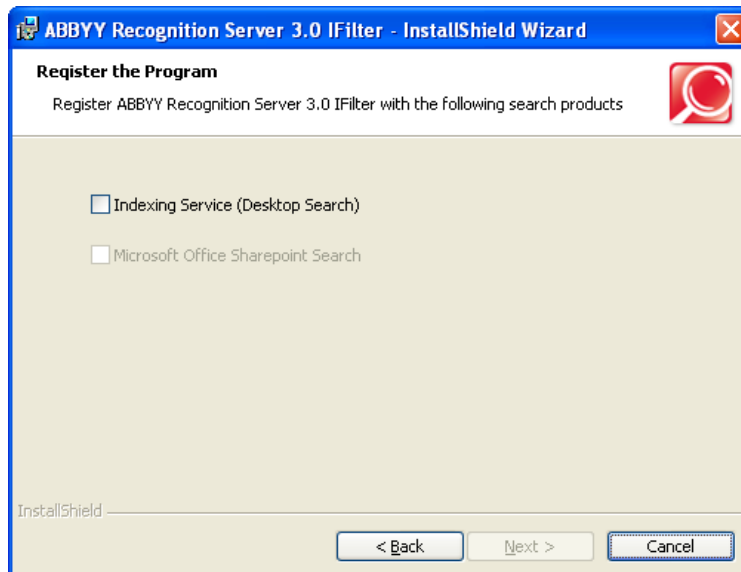 ABBYY Recognition Server 3.0 IFilter - InstallShield Wizard
Register the Program
Register ABBYY Recognition Server 3.0 IFilter with the following search products
Indexing Service (Desktop Search)
Microsoft Office Sharepoint Search
InstallShield
< Back Next > Cancel